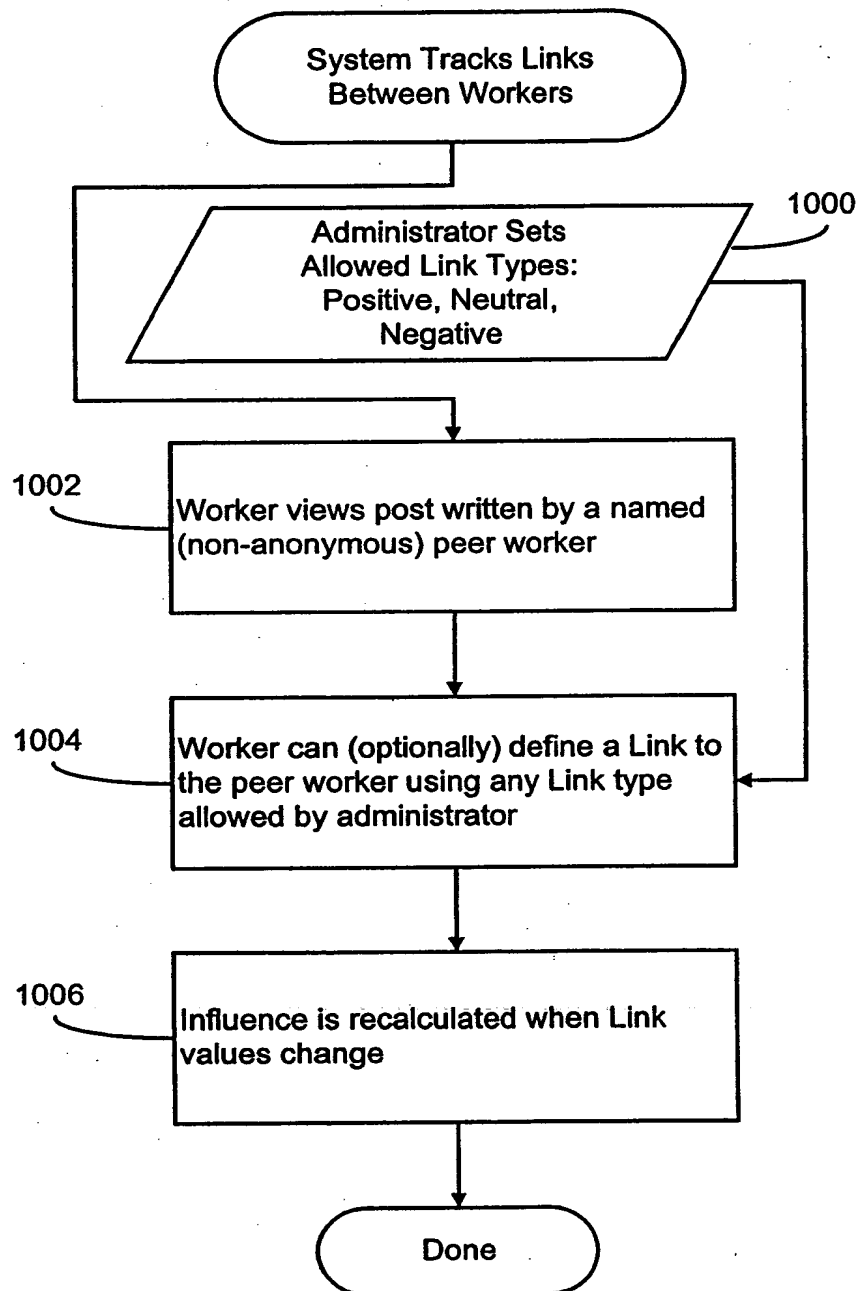 System Tracks Links
Between Workers
1000
Administrator Sets
Allowed Link Types:
Positive, Neutral,
Negative
1002
Worker views post written by a named
(non-anonymous) peer worker
1004
Worker can (optionally) define a Link to
the peer worker using any Link type
allowed by administrator
1006
Influence is recalculated when Link
values change
Done